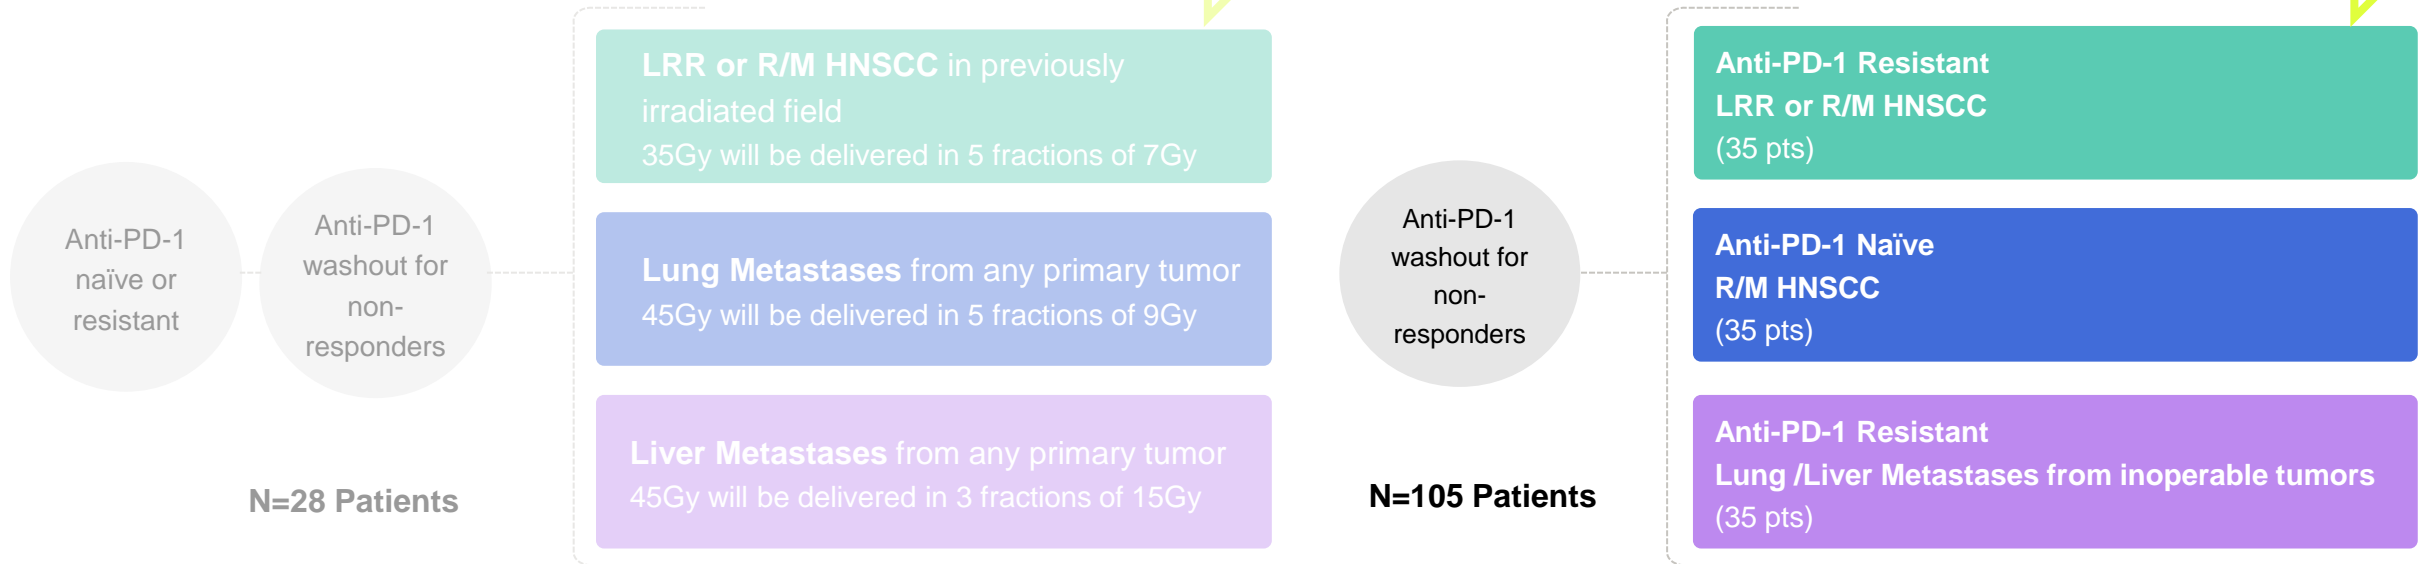 Anti-PD-1
naïve or
resistant
Anti-PD-1
washout for
non-
responders
N=28 Patients
LRR or R/M HNSCC in previously
irradiated field
35Gy will be delivered in 5 fractions of 7Gy
Lung Metastases from any primary tumor
45Gy will be delivered in 5 fractions of 9Gy
Liver Metastases from any primary tumor
45Gy will be delivered in 3 fractions of 15Gy
Anti-PD-1
washout for
non-
responders
N=105 Patients
Anti-PD-1 Resistant
LRR or R/M HNSCC
(35 pts)
Anti-PD-1 Naïve
R/M HNSCC
(35 pts)
Anti-PD-1 Resistant
Lung /Liver Metastases from inoperable tumors
(35 pts)